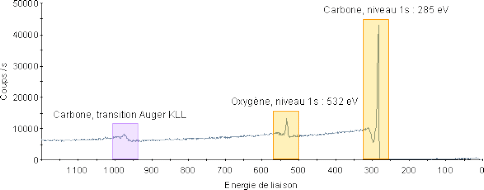 Carbone, niveau 1s : 285 eV
50000
40000
30000
20000
10000
0
Coups / s
Oxygène, niveau 1s : 532 eV
Carbone, transition Auger KLL
1100 1000 900 800 700 600 500 400 300 200 100 0
Energie de liaison